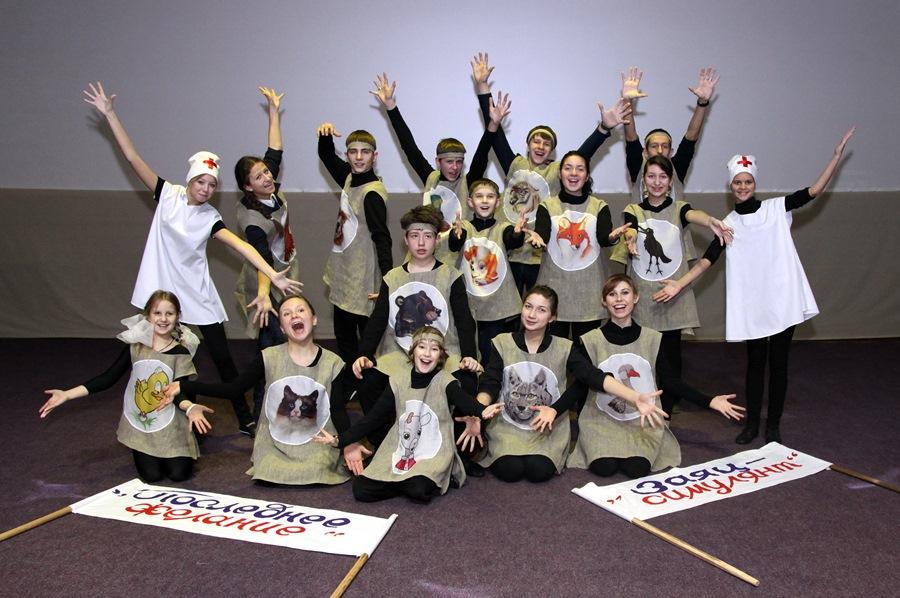 „Последнее
желание“
Заяц-
„симулянт“